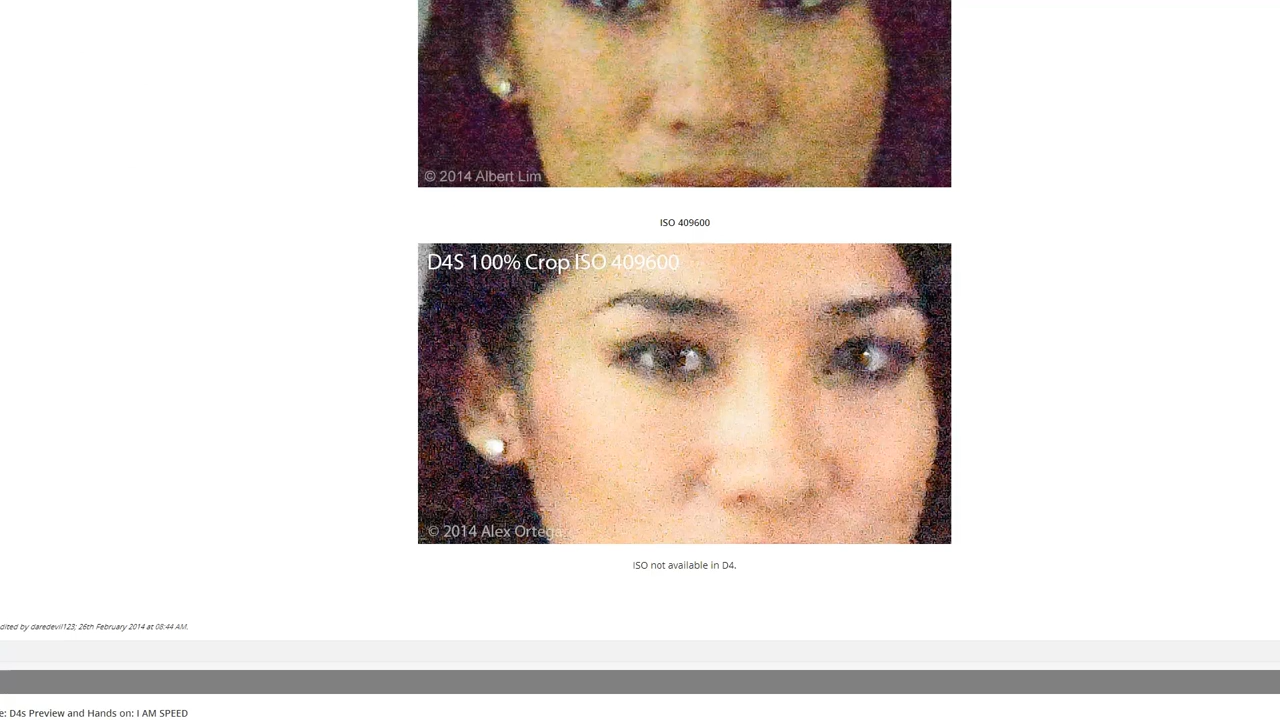 © 2014 Albert Lim
ISO 409600
D4S 100% Crop ISO 409600
© 2014 Alex Ortega
ISO not available in D4.
dited by daredevil123; 26th February 2014 at 08:44 AM.
e: D4s Preview and Hands on: I AM SPEED